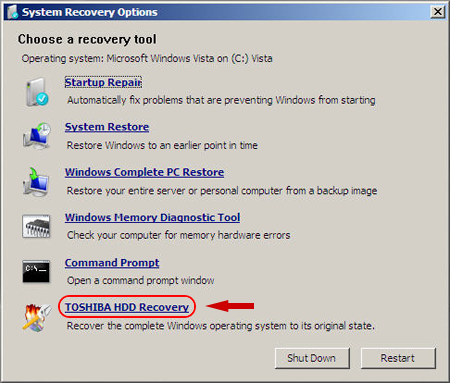 System Recovery Options
Choose a recovery tool
Operating system: Microsoft Windows Vista on (C:) Vista
Startup Repair
Automatically fix problems that are preventing Windows from starting
System Restore
Restore Windows to an earlier point in time
Windows Complete PC Restore
Restore your entire server or personal computer from a backup image
Windows Memory Diagnostic Tool
Check your computer for memory hardware errors
C:\_
Command Prompt
Open a command prompt window
TOSHIBA HDD Recovery
Recover the complete Windows operating system to its original state.
Shut Down
Restart